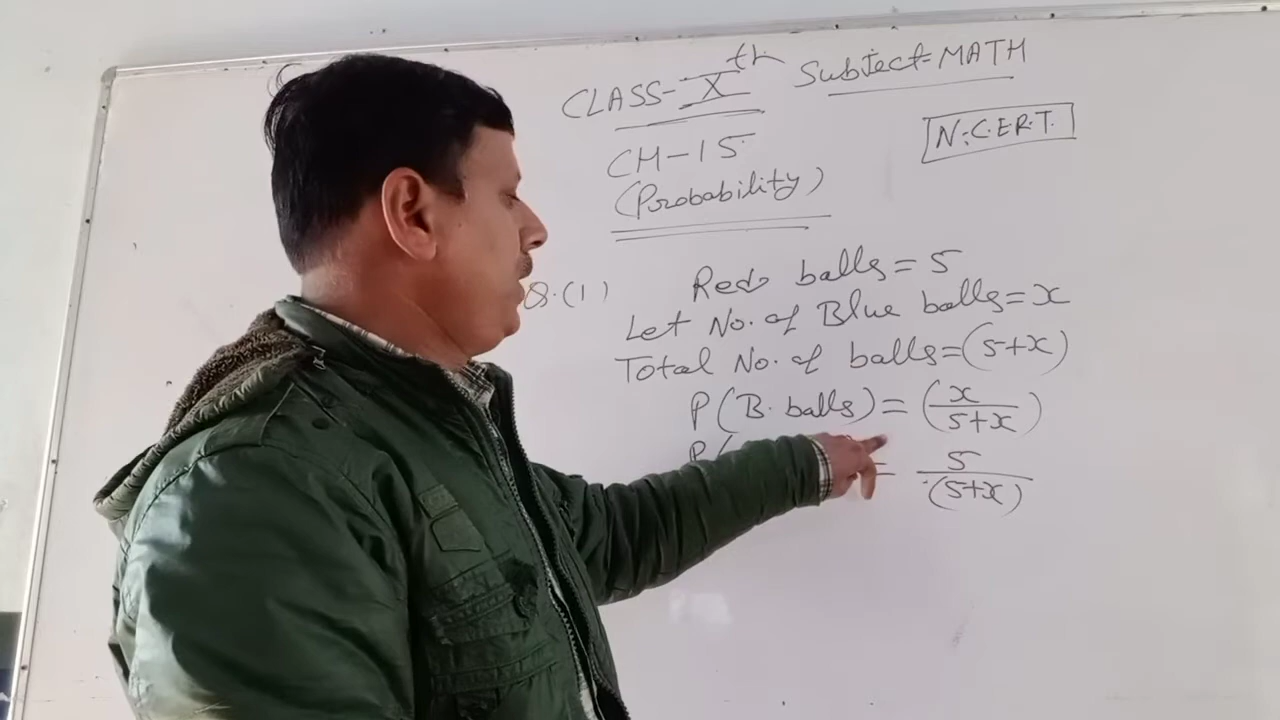 CLASS-Xth Subject=MATH
N.C.E.R.T.
CH-15
(Probability)
Q.(1) Red balls=5
Let No. of Blue balls=x
Total No. of balls=(5+x)
P(B. balls)=(x/5+x)
P( = 5/(5+x)